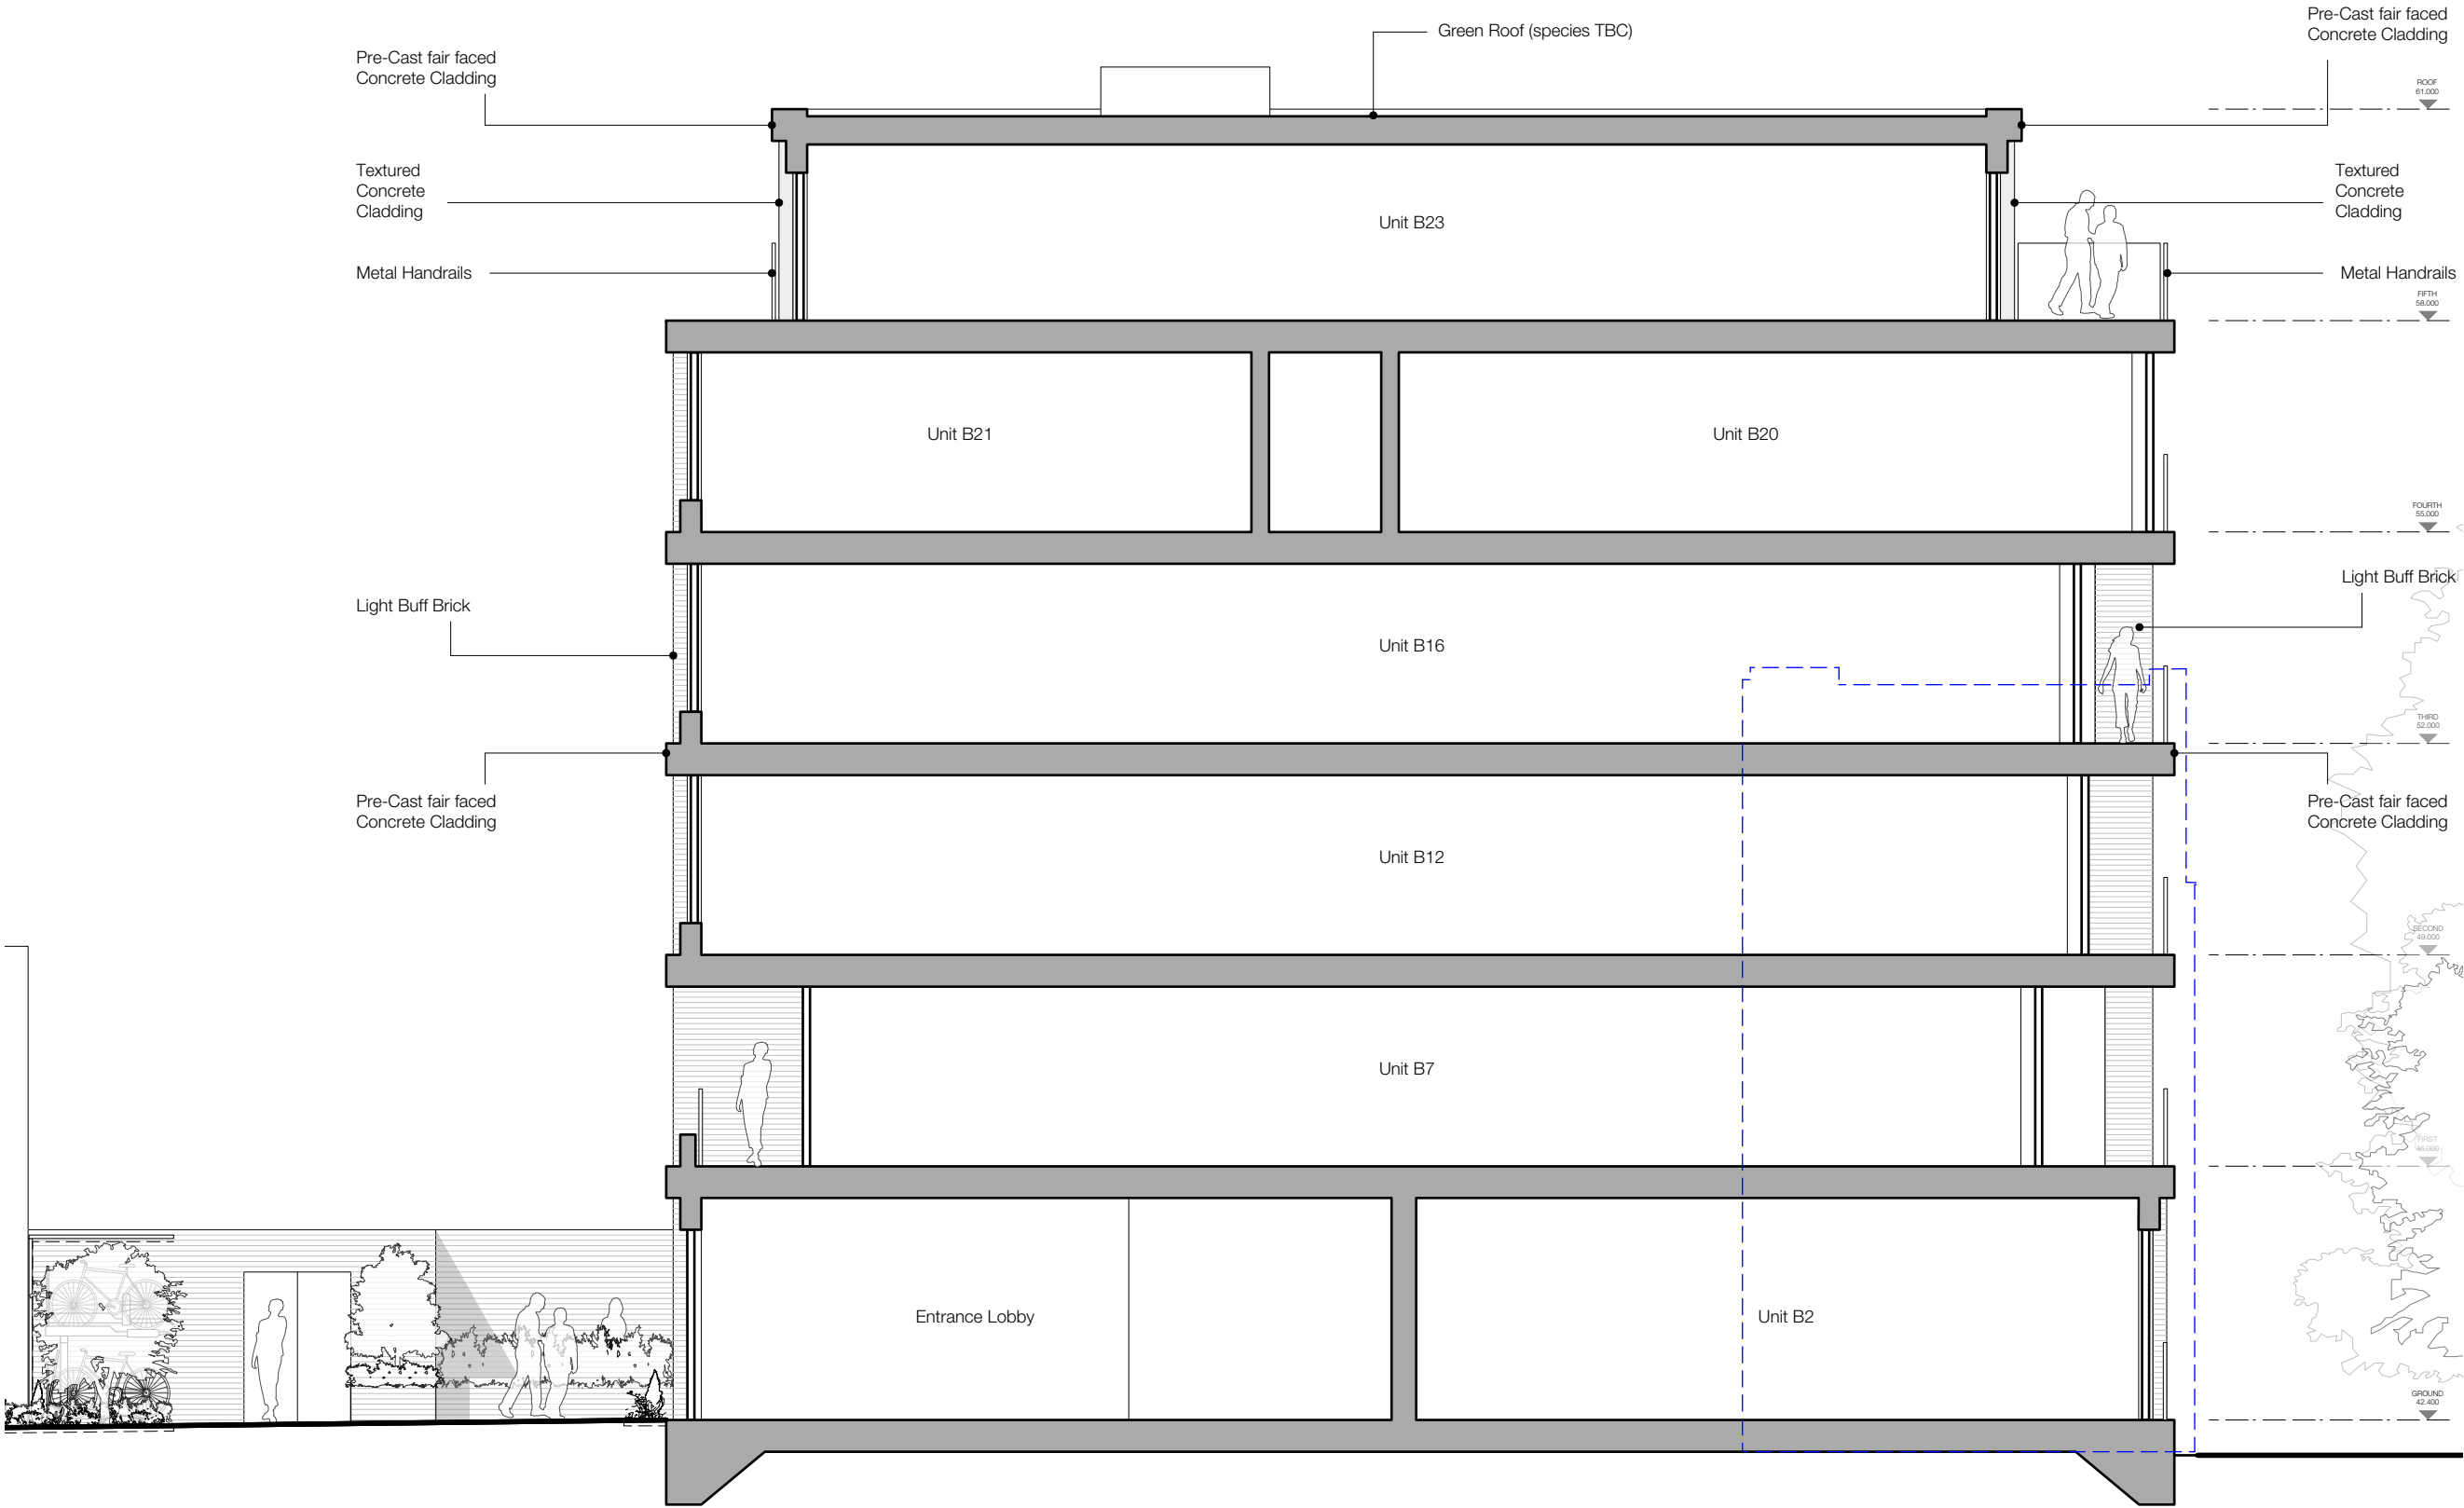 Pre-Cast fair faced
Concrete Cladding
Green Roof (species TBC)
Pre-Cast fair faced
Concrete Cladding
ROOF
61.000
Textured
Concrete
Cladding
Unit B23
Textured
Concrete
Cladding
Metal Handrails
Metal Handrails
FIFTH
58.000
Unit B21
Unit B20
FOURTH
55.000
Light Buff Brick
Light Buff Brick
Unit B16
THIRD
52.000
Pre-Cast fair faced
Concrete Cladding
Pre-Cast fair faced
Concrete Cladding
Unit B12
SECOND
49.000
Unit B7
FIRST
46.000
Entrance Lobby
Unit B2
GROUND
42.400